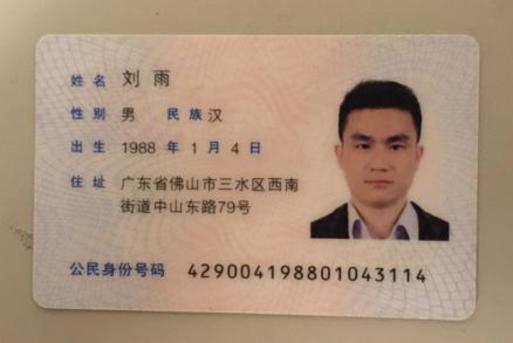 姓名 刘雨
性别 男 民族 汉
出生 1988 年 1 月 4 日
住址 广东省佛山市三水区西南
街道中山东路79号
公民身份号码 429004198801043114